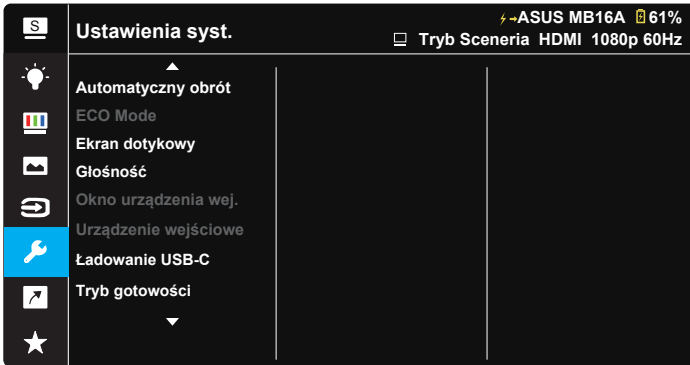 S
Ustawienia syst.
ASUS MB16A 61%
Tryb Sceneria HDMI 1080p 60Hz
Automatyczny obrót
ECO Mode
Ekran dotykowy
Głośność
Okno urządzenia wej.
Urządzenie wejściowe
Ładowanie USB-C
Tryb gotowości